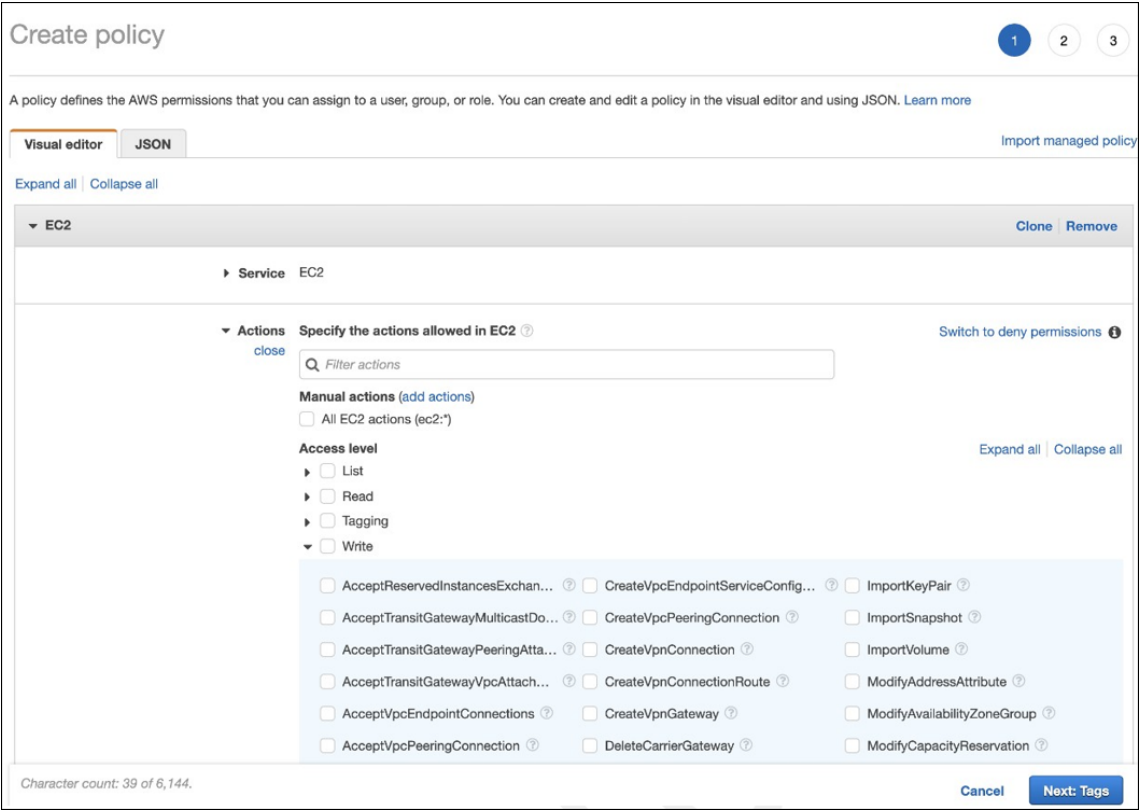 Create policy
1 2 3
A policy defines the AWS permissions that you can assign to a user, group, or role. You can create and edit a policy in the visual editor and using JSON. Learn more
Visual editor JSON
Import managed policy
Expand all Collapse all
EC2 Clone Remove
Service EC2
Actions Specify the actions allowed in EC2 Switch to deny permissions
close
Filter actions
Manual actions (add actions)
All EC2 actions (ec2:*)
Access level Expand all Collapse all
List
Read
Tagging
Write
AcceptReservedInstancesExchan... CreateVpcEndpointServiceConfig... ImportKeyPair
AcceptTransitGatewayMulticastDo... CreateVpcPeeringConnection ImportSnapshot
AcceptTransitGatewayPeeringAtta... CreateVpnConnection ImportVolume
AcceptTransitGatewayVpcAttach... CreateVpnConnectionRoute ModifyAddressAttribute
AcceptVpcEndpointConnections CreateVpnGateway ModifyAvailabilityZoneGroup
AcceptVpcPeeringConnection DeleteCarrierGateway ModifyCapacityReservation
Character count: 39 of 6,144.
Cancel Next: Tags